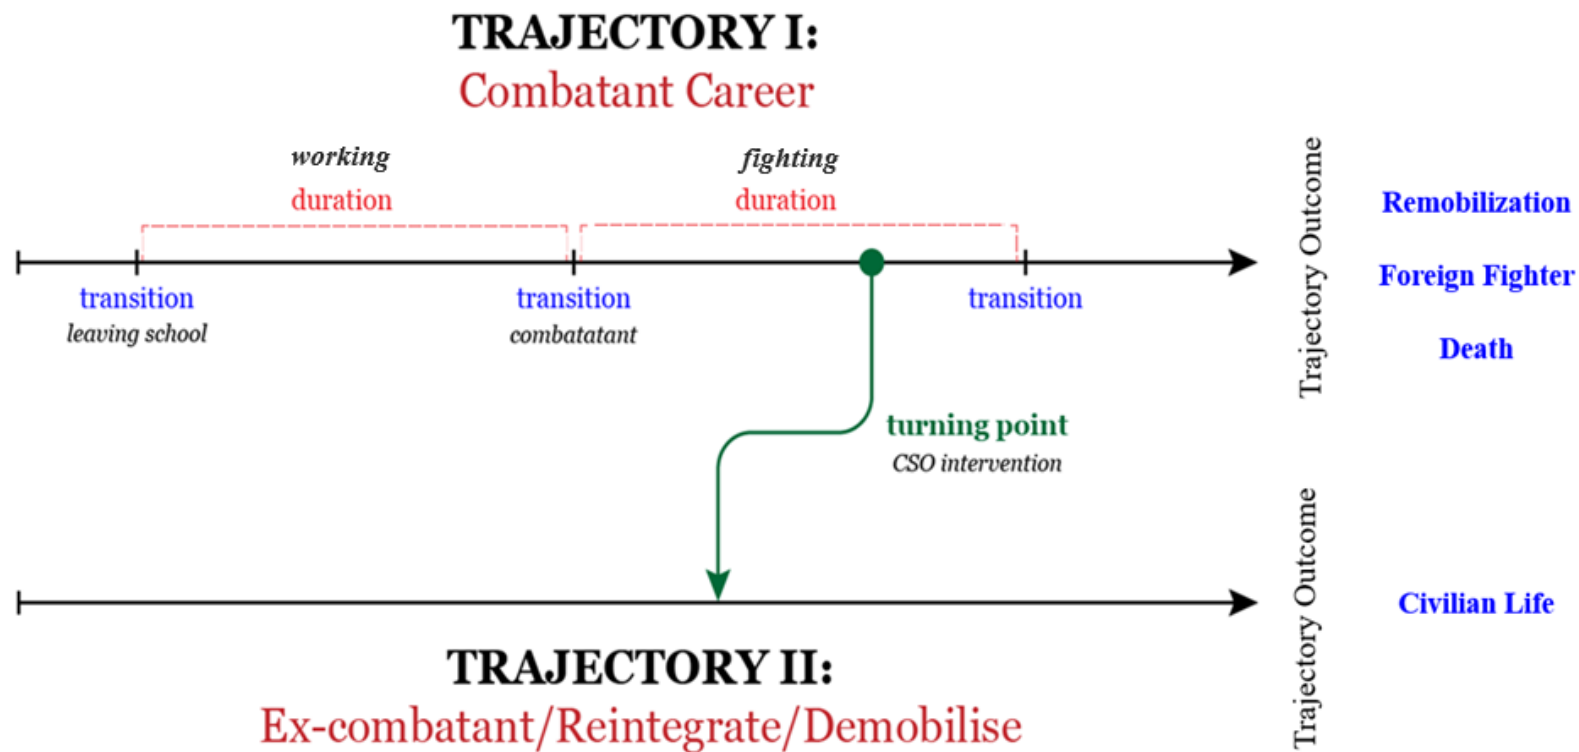 TRAJECTORY I:
Combatant Career
working
fighting
duration
duration
transition
leaving school
transition
combatatant
transition
turning point
CSO intervention
Trajectory Outcome
Remobilization
Foreign Fighter
Death
Trajectory Outcome
Civilian Life
TRAJECTORY II:
Ex-combatant/Reintegrate/Demobilise